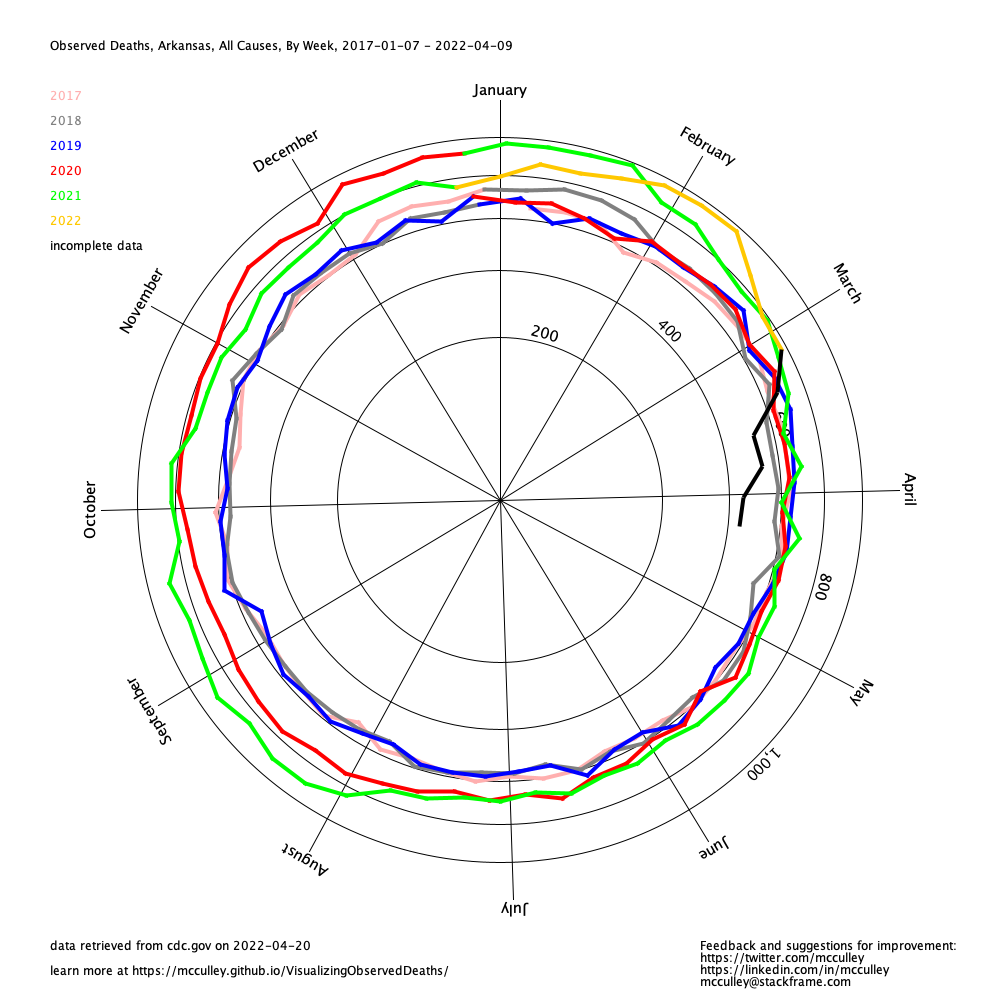 Observed Deaths, Arkansas, All Causes, By Week, 2017-01-07 - 2022-04-09
January
2017
2018
2019
2020
2021
2022
incomplete data
December
February
November
March
200
400
October
April
800
September
May
1,000
August
June
July
data retrieved from cdc.gov on 2022-04-20
learn more at https://mcculley.github.io/VisualizingObservedDeaths/
Feedback and suggestions for improvement:
https://twitter.com/mcculley
https://linkedin.com/in/mcculley
mcculley@stackframe.com